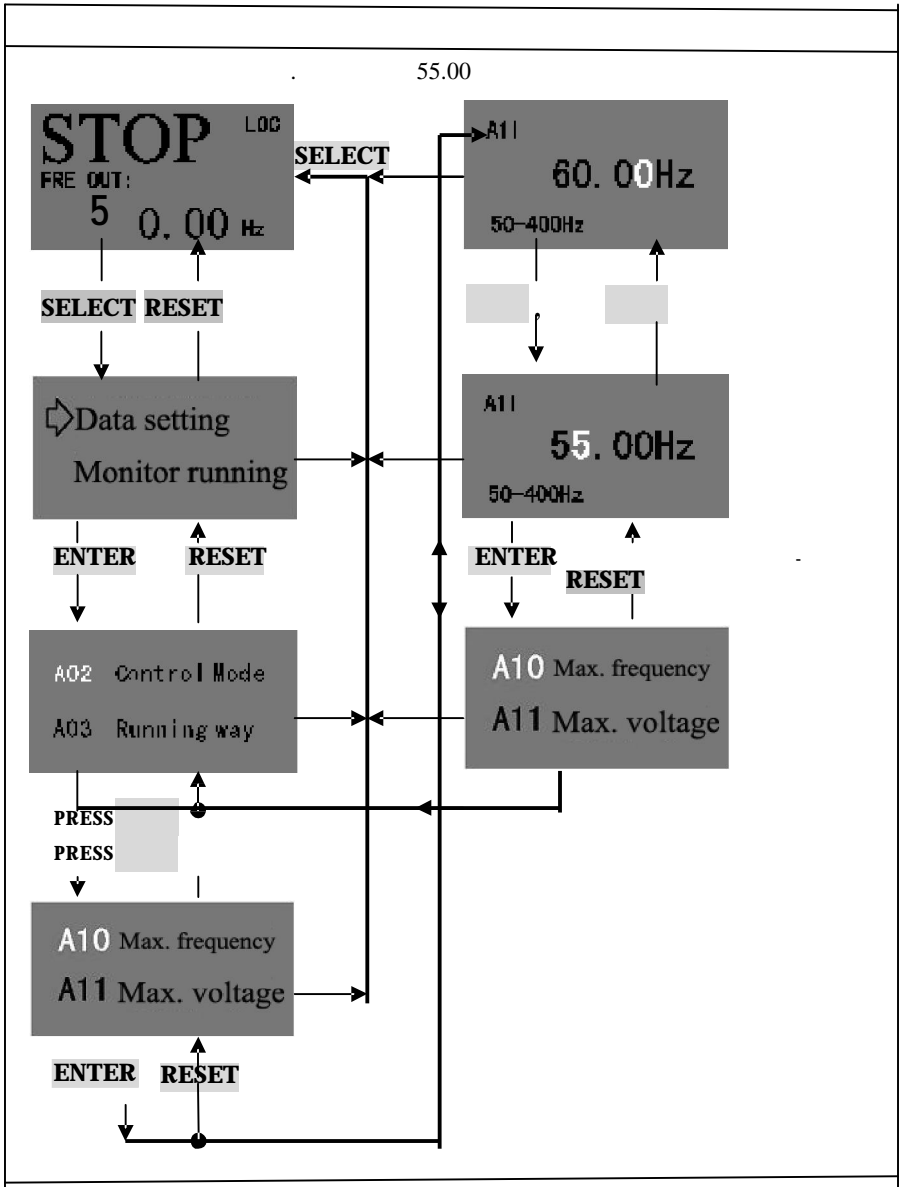 . 55.00
STOP LOC
FRE OUT:
5 0.00 Hz
SELECT
A11
60.00Hz
50-400Hz
SELECT RESET
Data setting
Monitor running
A11
55.00Hz
50-400Hz
ENTER RESET
ENTER
RESET
-
A02 Control Mode
A03 Running way
A10 Max. frequency
A11 Max. voltage
PRESS
PRESS
,
A10 Max. frequency
A11 Max. voltage
ENTER RESET